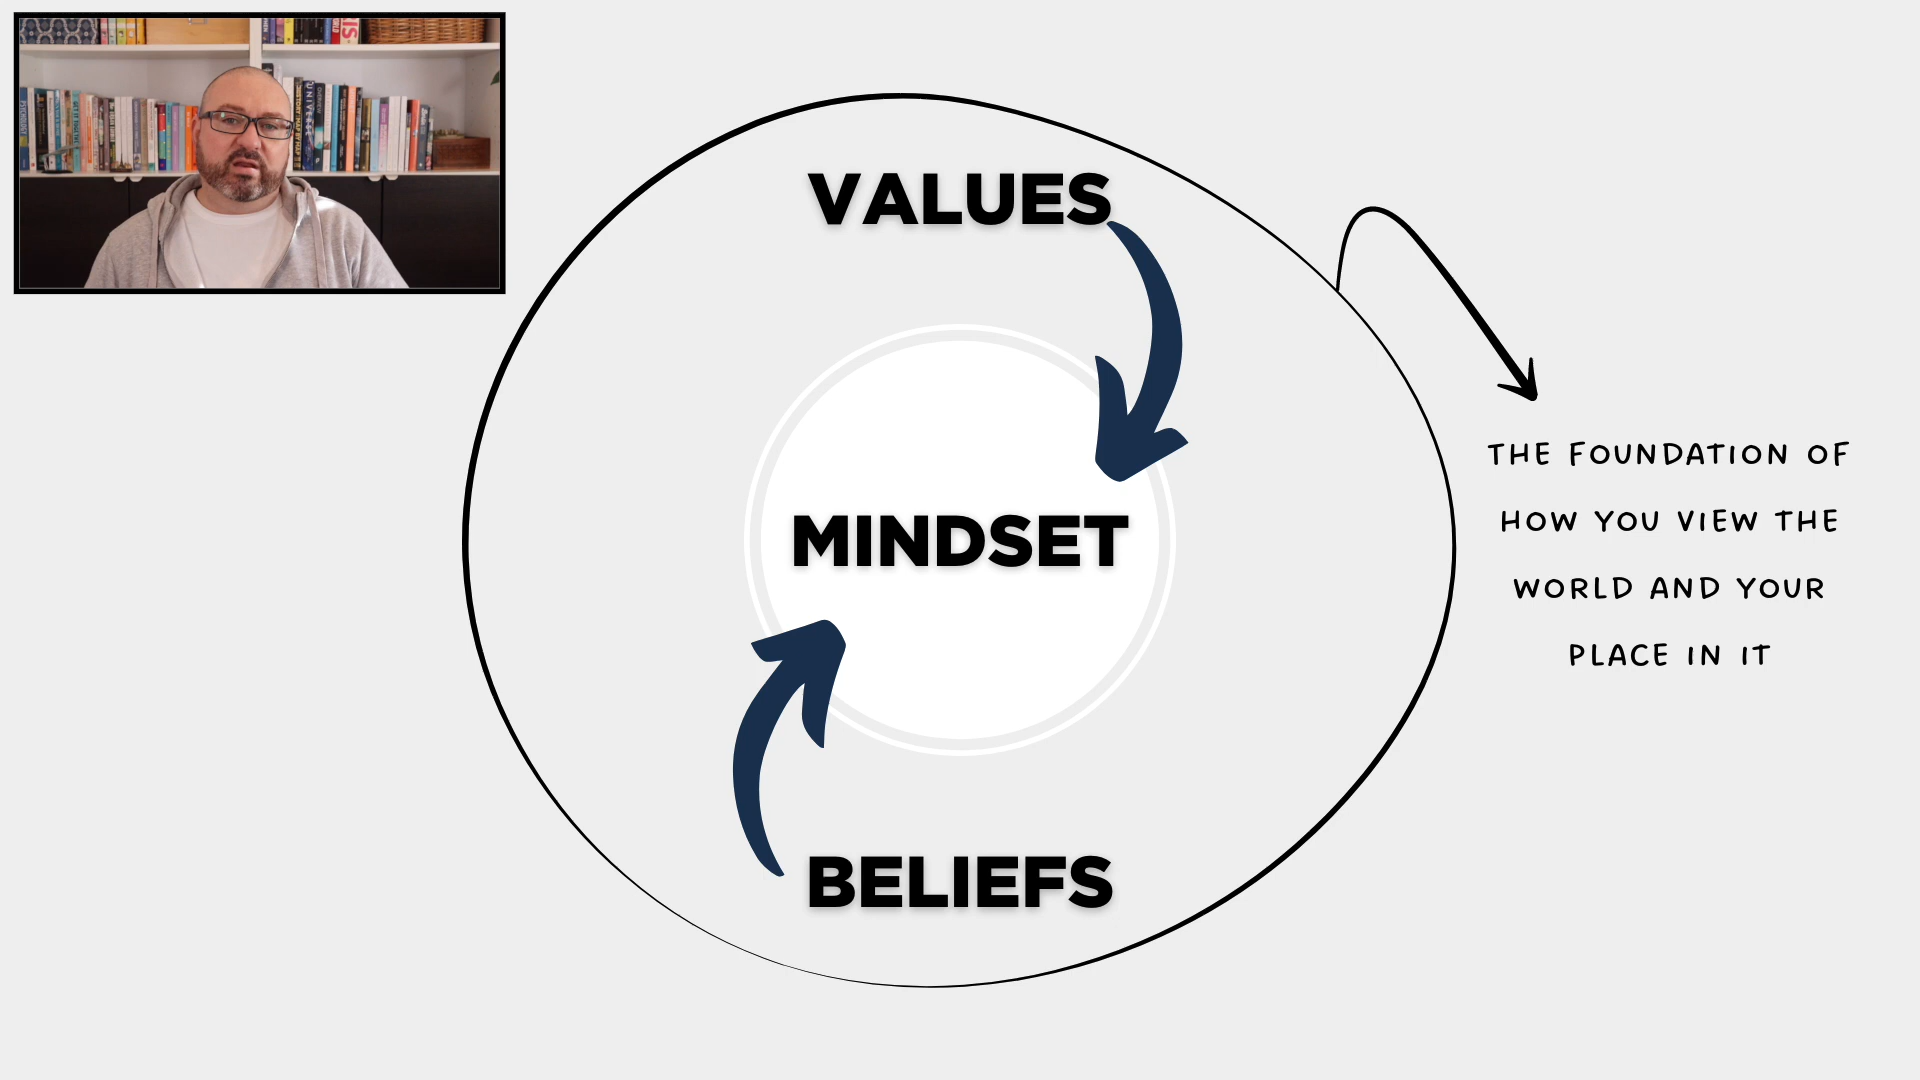 VALUES
MINDSET
BELIEFS
THE FOUNDATION OF
HOW YOU VIEW THE
WORLD AND YOUR
PLACE IN IT